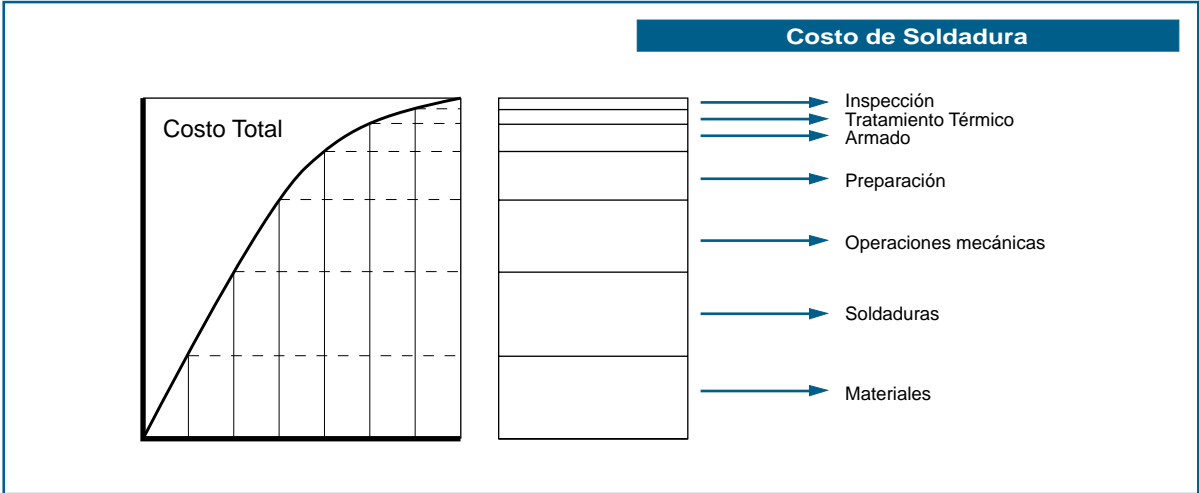 Costo de Soldadura
Costo Total
Inspección
Tratamiento Térmico
Armado
Preparación
Operaciones mecánicas
Soldaduras
Materiales